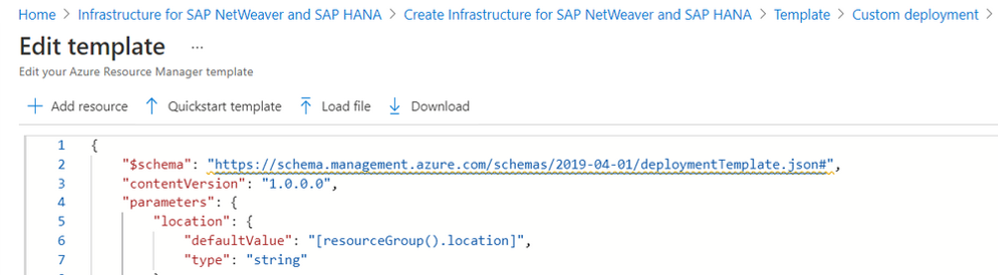 Home > Infrastructure for SAP NetWeaver and SAP HANA > Create Infrastructure for SAP NetWeaver and SAP HANA > Template > Custom deployment >
Edit template ...
Edit your Azure Resource Manager template
+ Add resource ↑ Quickstart template Load file Download
1 {
2 "$schema": "https://schema.management.azure.com/schemas/2019-04-01/deploymentTemplate.json#",
3 "contentVersion": "1.0.0.0",
4 "parameters": {
5 "location": {
6 "defaultValue": "[resourceGroup().location]",
7 "type": "string"